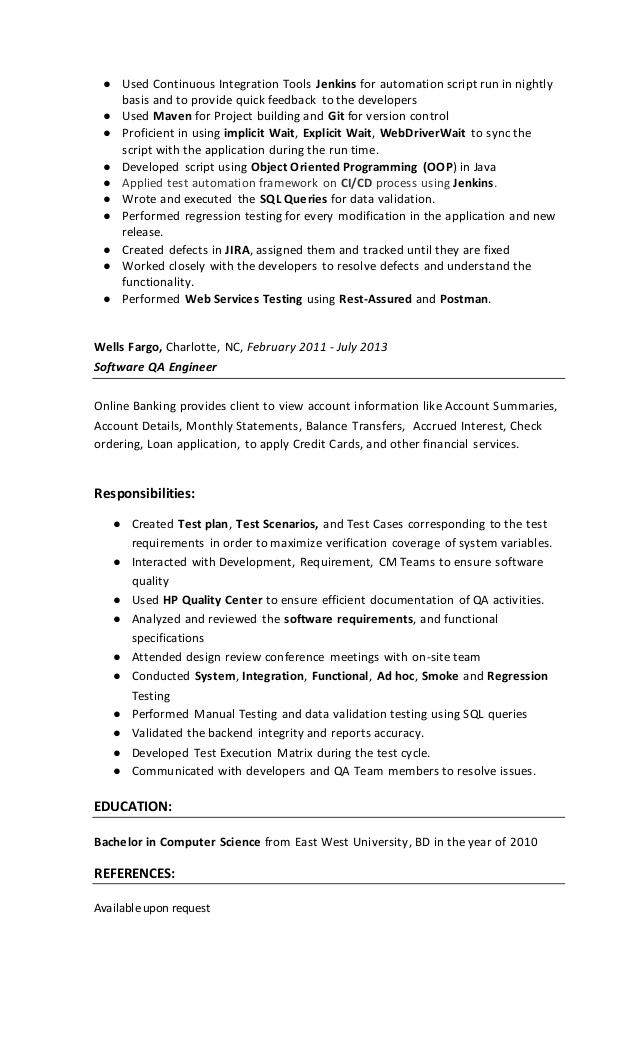 ● Used Continuous Integration Tools Jenkins for automation script run in nightly
basis and to provide quick feedback to the developers
● Used Maven for Project building and Git for version control
● Proficient in using implicit Wait, Explicit Wait, WebDriverWait to sync the
script with the application during the run time.
● Developed script using Object Oriented Programming (OOP) in Java
● Applied test automation framework on CI/CD process using Jenkins.
● Wrote and executed the SQL Queries for data validation.
● Performed regression testing for every modification in the application and new
release.
● Created defects in JIRA, assigned them and tracked until they are fixed
● Worked closely with the developers to resolve defects and understand the
functionality.
● Performed Web Services Testing using Rest-Assured and Postman.
Wells Fargo, Charlotte, NC, February 2011 - July 2013
Software QA Engineer
Online Banking provides client to view account information like Account Summaries,
Account Details, Monthly Statements, Balance Transfers, Accrued Interest, Check
ordering, Loan application, to apply Credit Cards, and other financial services.
Responsibilities:
● Created Test plan, Test Scenarios, and Test Cases corresponding to the test
requirements in order to maximize verification coverage of system variables.
● Interacted with Development, Requirement, CM Teams to ensure software
quality
● Used HP Quality Center to ensure efficient documentation of QA activities.
● Analyzed and reviewed the software requirements, and functional
specifications
● Attended design review conference meetings with on-site team
● Conducted System, Integration, Functional, Ad hoc, Smoke and Regression
Testing
● Performed Manual Testing and data validation testing using SQL queries
● Validated the backend integrity and reports accuracy.
● Developed Test Execution Matrix during the test cycle.
● Communicated with developers and QA Team members to resolve issues.
EDUCATION:
Bachelor in Computer Science from East West University, BD in the year of 2010
REFERENCES:
Available upon request